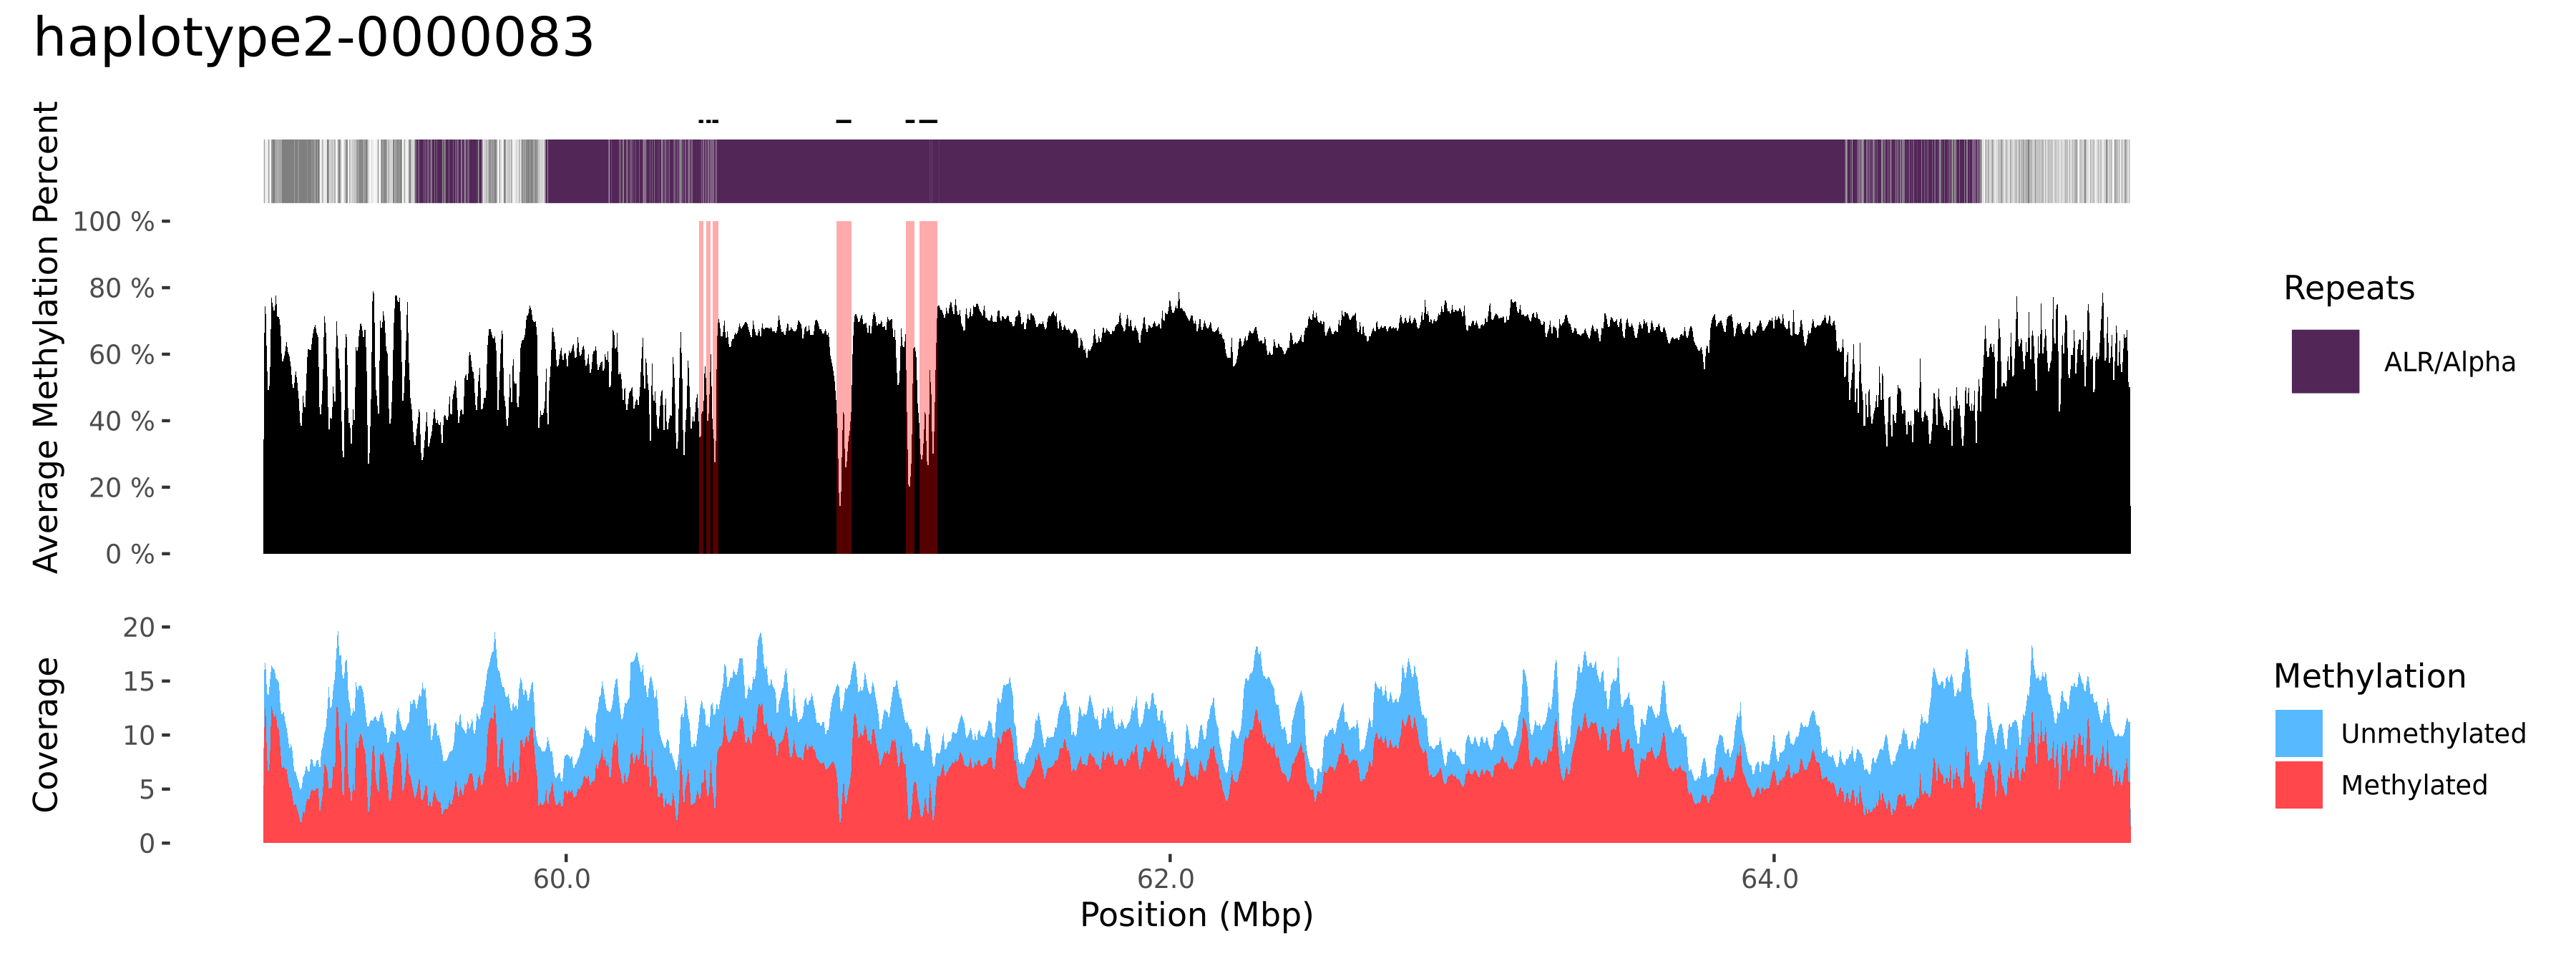 haplotype2-0000083
Average Methylation Percent
100 %
80 %
60 %
40 %
20 %
0 %
Repeats
ALR/Alpha
Coverage
20
15
10
5
0
Methylation
Unmethylated
Methylated
60.0
62.0
64.0
Position (Mbp)